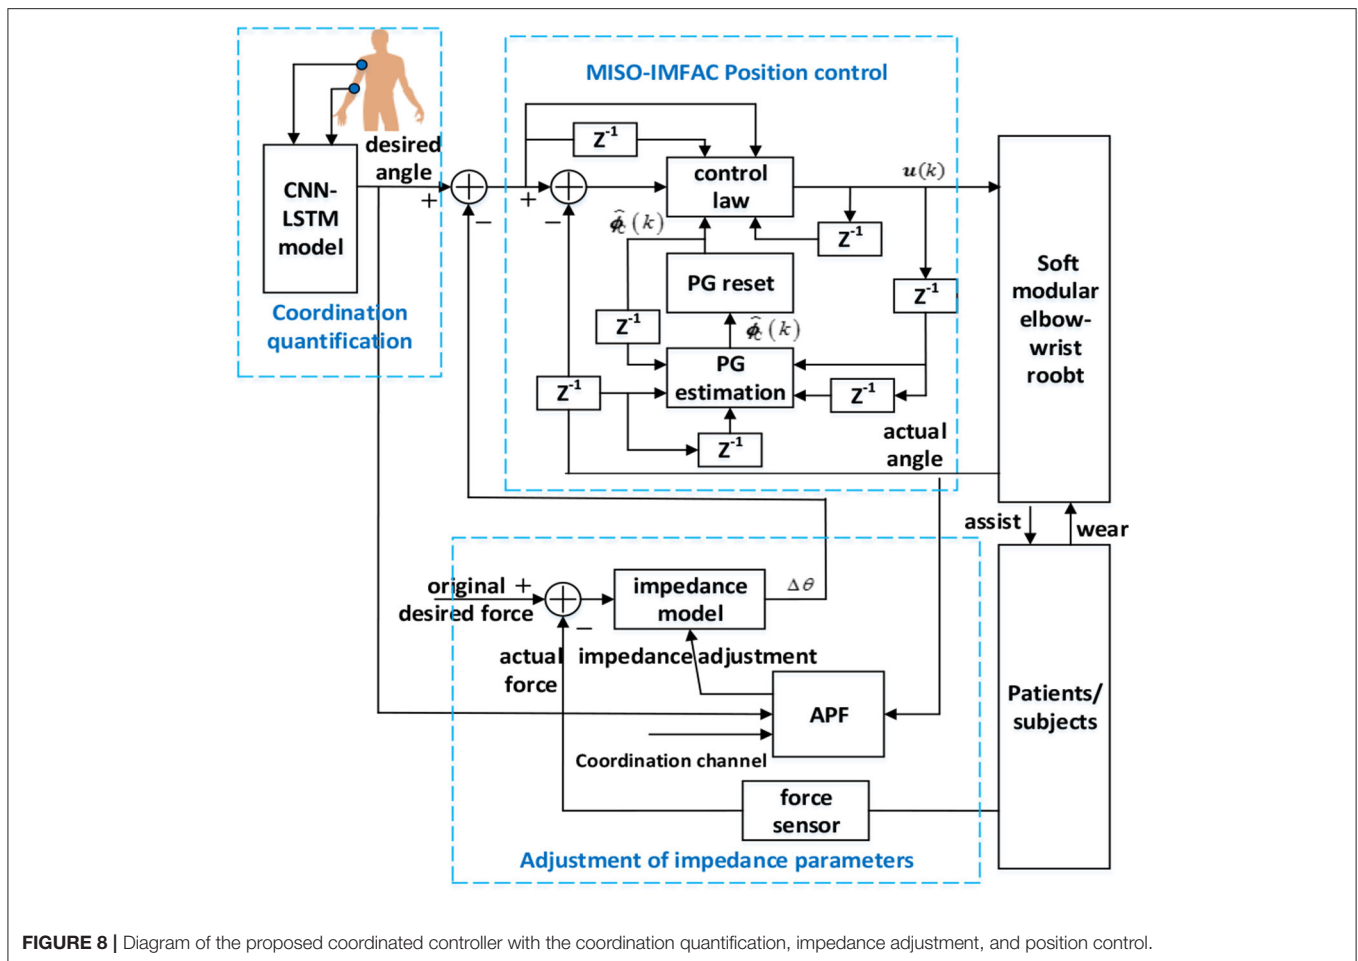 MISO-IMFAC Position control
desired
angle
+
CNN-
LSTM
model
Coordination
quantification
−
+
−
Z⁻¹
control
law
u(k)
Z⁻¹
PG reset
Z⁻¹
Z⁻¹
PG
estimation
Z⁻¹
Z⁻¹
Z⁻¹
actual
angle
Soft
modular
elbow-
wrist
roobt
assist
wear
Patients/
subjects
original +
desired force
−
impedance
model
Δθ
actual
force
impedance adjustment
APF
Coordination channel
force
sensor
Adjustment of impedance parameters
FIGURE 8 | Diagram of the proposed coordinated controller with the coordination quantification, impedance adjustment, and position control.